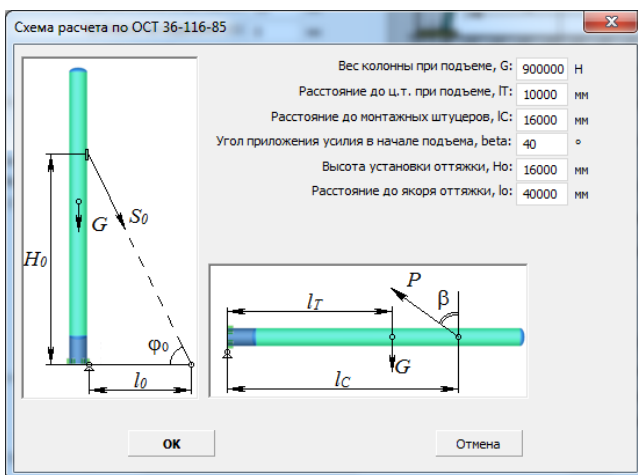 Схема расчета по ОСТ 36-116-85
Вес колонны при подъеме, G: 900000 Н
Расстояние до ц.т. при подъеме, lT: 10000 мм
Расстояние до монтажных штуцеров, lC: 16000 мм
Угол приложения усилия в начале подъема, beta: 40 °
Высота установки оттяжки, Ho: 16000 мм
Расстояние до якоря оттяжки, lo: 40000 мм
G
S0
H0
φ0
l0
P
β
lT
G
lC
ОК
Отмена